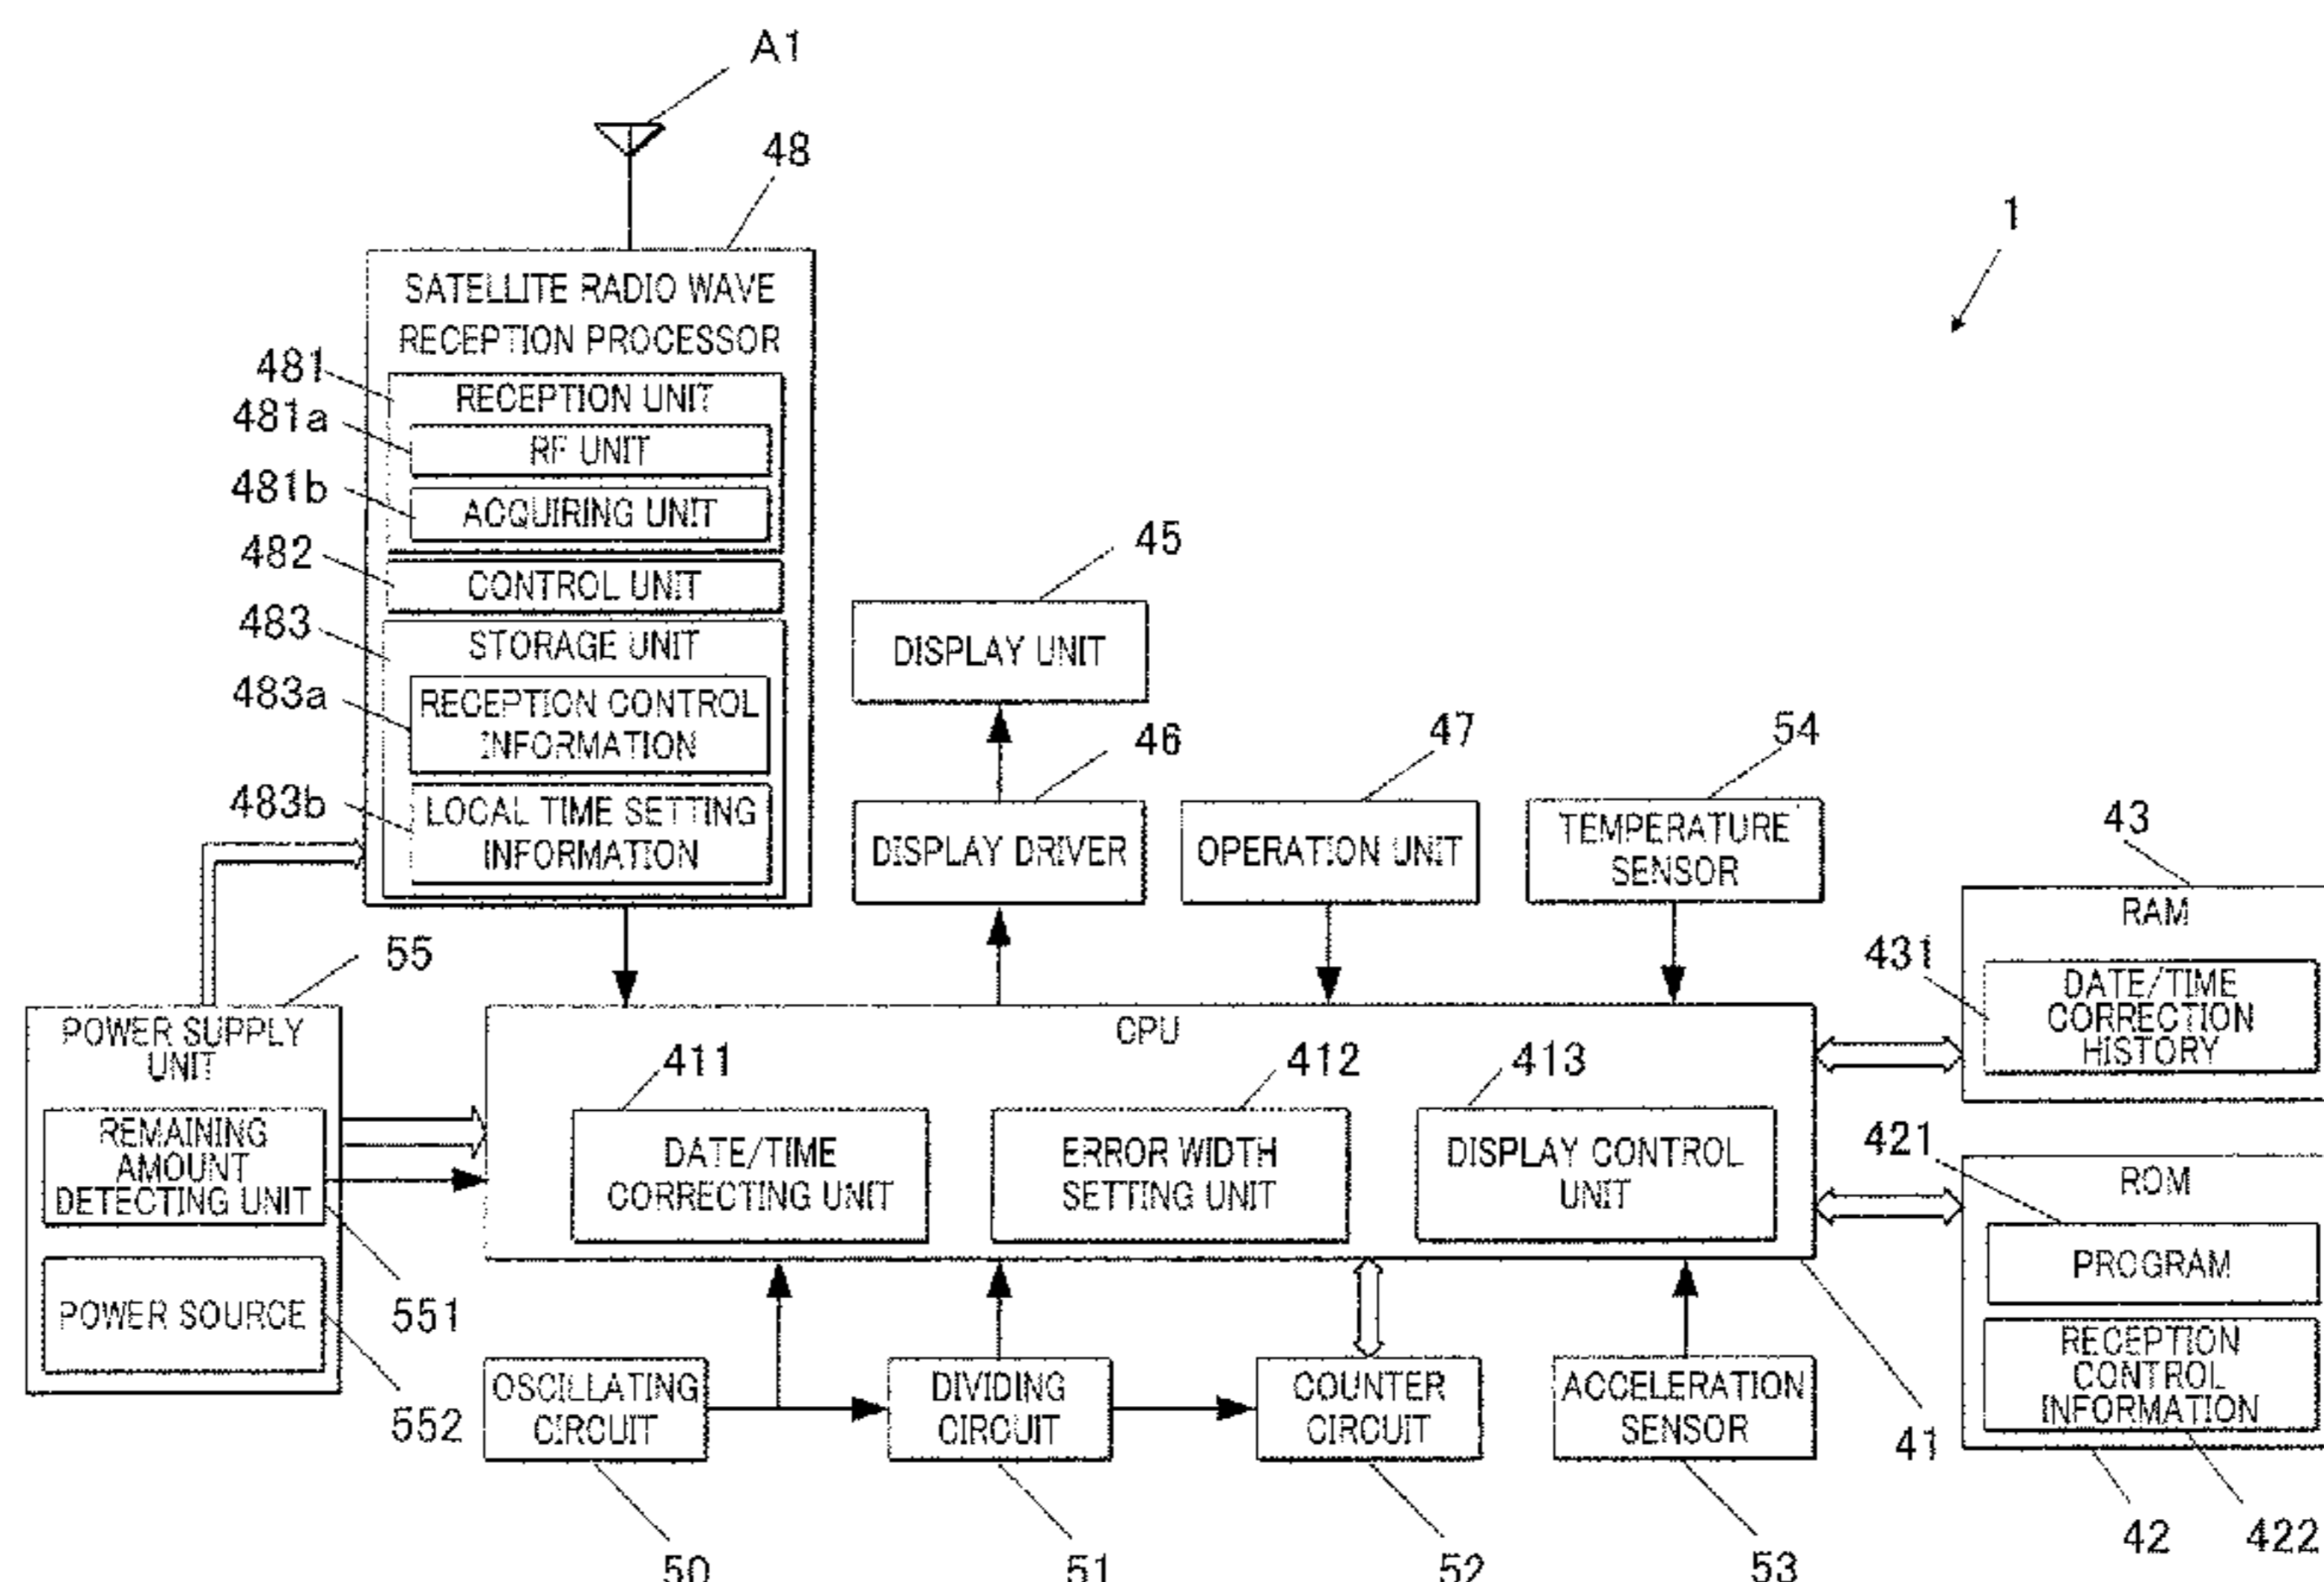 A1
48
1
SATELLITE RADIO WAVE
RECEPTION PROCESSOR
481
RECEPTION UNIT
481a
RF UNIT
481b
ACQUIRING UNIT
482
CONTROL UNIT
483
STORAGE UNIT
483a
RECEPTION CONTROL
INFORMATION
483b
LOCAL TIME SETTING
INFORMATION
45
DISPLAY UNIT
46
DISPLAY DRIVER
47
OPERATION UNIT
54
TEMPERATURE
SENSOR
43
RAM
431
DATE/TIME
CORRECTION
HISTORY
55
POWER SUPPLY
UNIT
REMAINING
AMOUNT
DETECTING UNIT
551
POWER SOURCE
552
CPU
411
DATE/TIME
CORRECTING UNIT
412
ERROR WIDTH
SETTING UNIT
413
DISPLAY CONTROL
UNIT
421
ROM
PROGRAM
RECEPTION
CONTROL
INFORMATION
OSCILLATING
CIRCUIT
DIVIDING
CIRCUIT
COUNTER
CIRCUIT
ACCELERATION
SENSOR
41
42
422
50
51
52
53